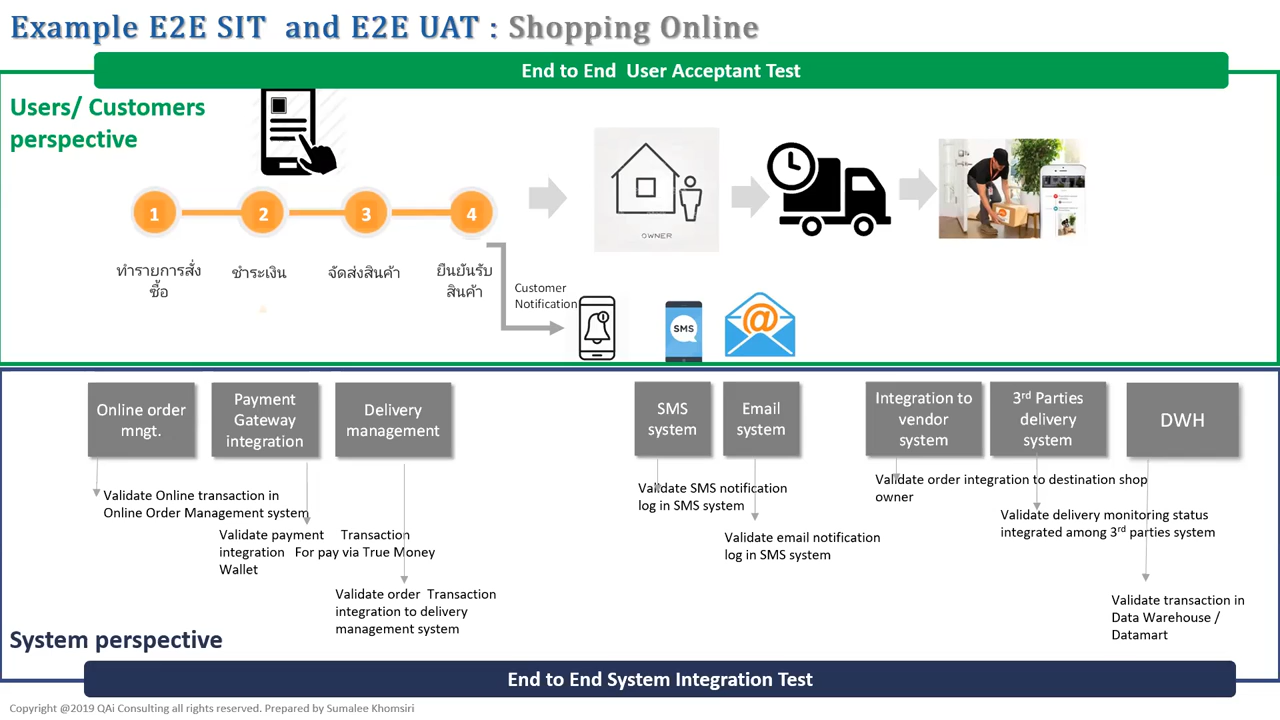 Example E2E SIT and E2E UAT : Shopping Online
End to End User Acceptant Test
Users/ Customers
perspective
1
2
3
4
ทำรายการสั่ง
ซื้อ
ชำระเงิน
จัดส่งสินค้า
ยืนยันรับ
สินค้า
OWNER
Customer
Notification
SMS
Online order
mngt.
Payment
Gateway
integration
Delivery
management
SMS
system
Email
system
Integration to
vendor
system
3rd Parties
delivery
system
DWH
Validate Online transaction in
Online Order Management system
Validate payment Transaction
integration For pay via True Money
Wallet
Validate order Transaction
integration to delivery
management system
Validate SMS notification
log in SMS system
Validate email notification
log in SMS system
Validate order integration to destination shop
owner
Validate delivery monitoring status
integrated among 3rd parties system
Validate transaction in
Data Warehouse /
Datamart
System perspective
End to End System Integration Test
Copyright @2019 QAi Consulting all rights reserved. Prepared by Sumalee Khomsiri